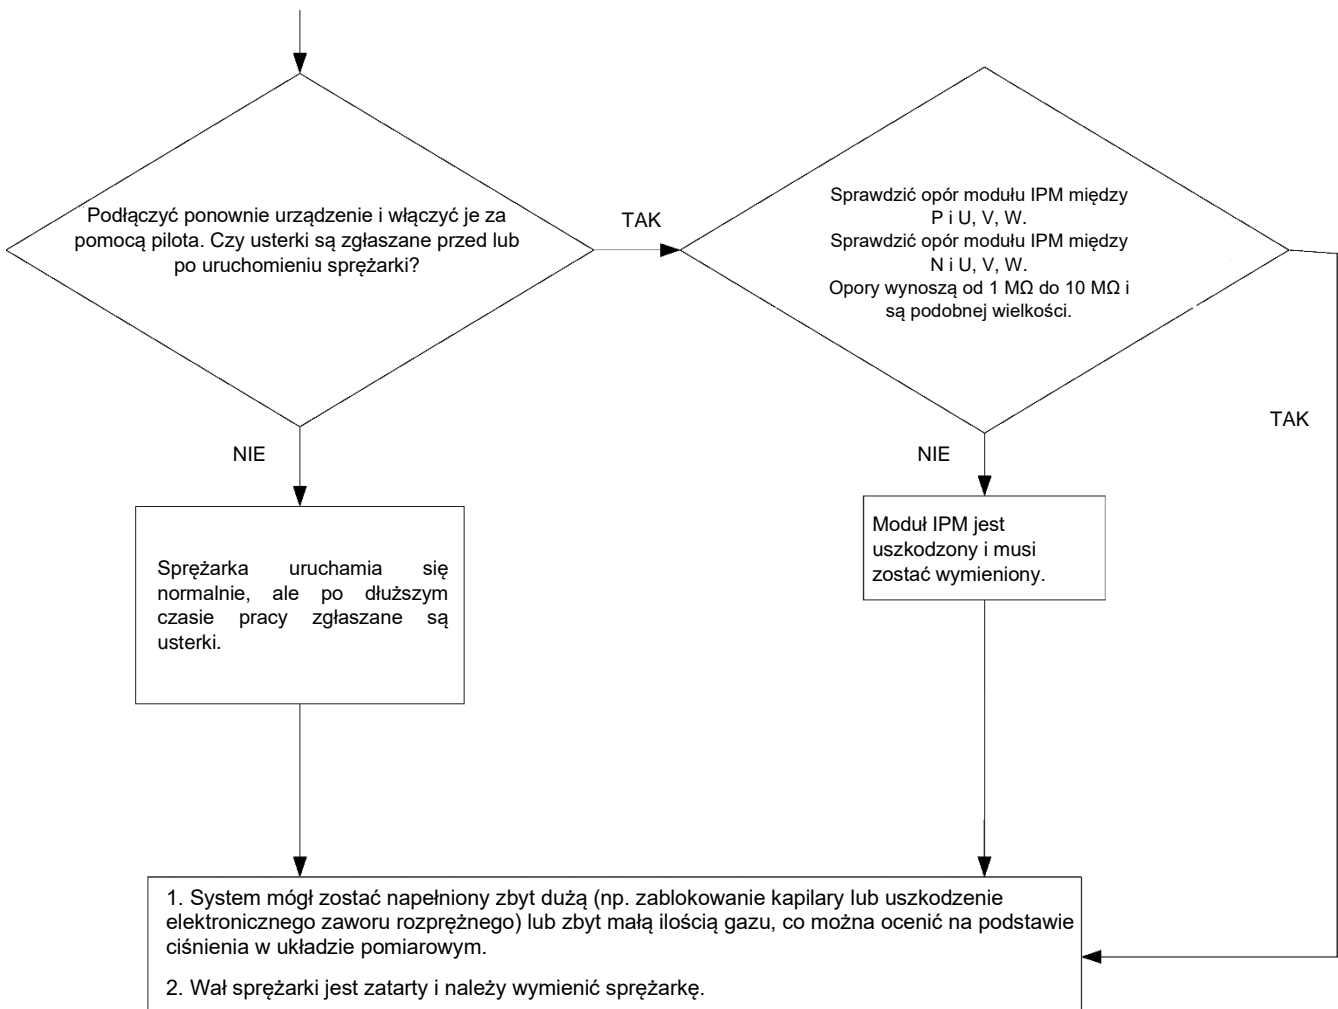 Podłączyć ponownie urządzenie i włączyć je za
pomocą pilota. Czy usterki są zgłaszane przed lub
po uruchomieniu sprężarki?
TAK
Sprawdzić opór modułu IPM między
P i U, V, W.
Sprawdzić opór modułu IPM między
N i U, V, W.
Opory wynoszą od 1 MΩ do 10 MΩ i
są podobnej wielkości.
TAK
NIE
NIE
Sprężarka uruchamia się
normalnie, ale po dłuższym
czasie pracy zgłaszane są
usterki.
Moduł IPM jest
uszkodzony i musi
zostać wymieniony.
1. System mógł zostać napełniony zbyt dużą (np. zablokowanie kapilary lub uszkodzenie
elektronicznego zaworu rozprężnego) lub zbyt małą ilością gazu, co można ocenić na podstawie
ciśnienia w układzie pomiarowym.
2. Wał sprężarki jest zatarty i należy wymienić sprężarkę.